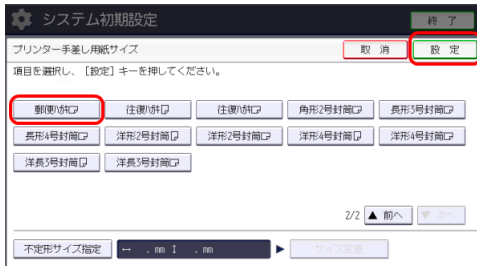 システム初期設定 終 了
プリンター手差し用紙サイズ 取 消 設 定
項目を選択し、［設定］キーを押してください。
郵便ﾊｶﾞｷ 往復ﾊｶﾞｷ 往復ﾊｶﾞｷ 角形2号封筒 長形3号封筒
長形4号封筒 洋形2号封筒 洋形2号封筒 洋形4号封筒 洋形4号封筒
洋長3号封筒 洋長3号封筒
2/2 ▲ 前へ ▼ 次へ
不定形サイズ指定 ↔ . mm ↕ . mm ▶ サイズ変更